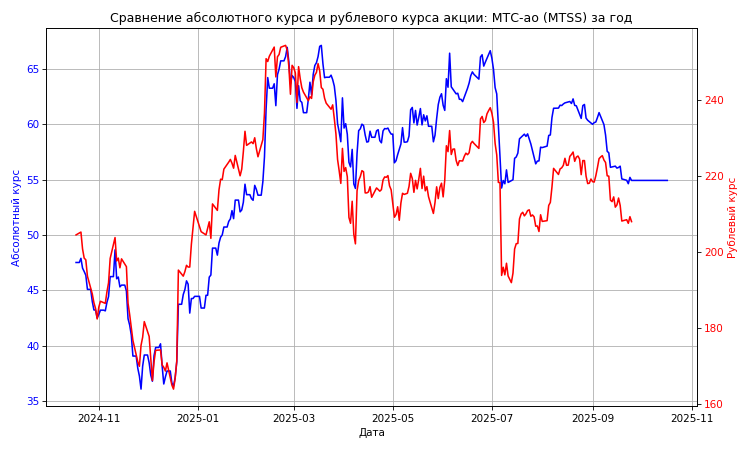 Сравнение абсолютного курса и рублевого курса акции: МТС-ао (MTSS) за год
Абсолютный курс
65
60
55
50
45
40
35
240
220
200
180
160
Рублевый курс
2024-11 2025-01 2025-03 2025-05 2025-07 2025-09 2025-11
Дата